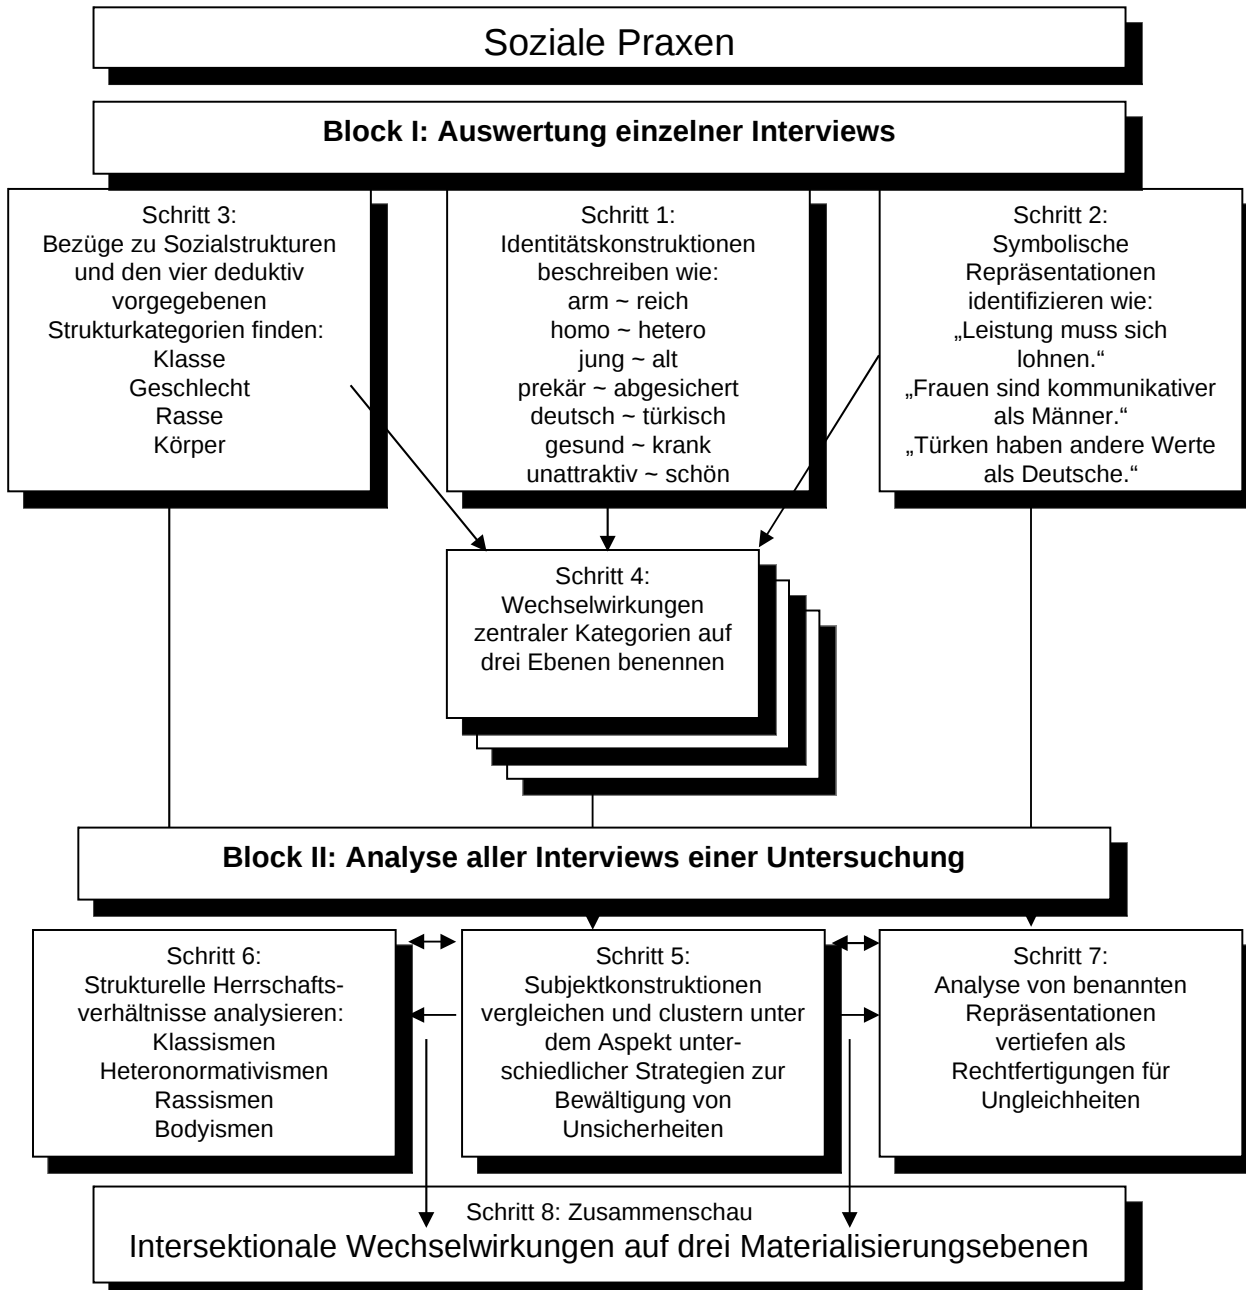 Soziale Praxen
Block I: Auswertung einzelner Interviews
Schritt 3:
Bezüge zu Sozialstrukturen
und den vier deduktiv
vorgegebenen
Strukturkategorien finden:
Klasse
Geschlecht
Rasse
Körper
Schritt 1:
Identitätskonstruktionen
beschreiben wie:
arm ~ reich
homo ~ hetero
jung ~ alt
prekär ~ abgesichert
deutsch ~ türkisch
gesund ~ krank
unattraktiv ~ schön
Schritt 2:
Symbolische
Repräsentationen
identifizieren wie:
„Leistung muss sich
lohnen.“
„Frauen sind kommunikativer
als Männer.“
„Türken haben andere Werte
als Deutsche.“
Schritt 4:
Wechselwirkungen
zentraler Kategorien auf
drei Ebenen benennen
Block II: Analyse aller Interviews einer Untersuchung
Schritt 6:
Strukturelle Herrschafts-
verhältnisse analysieren:
Klassismen
Heteronormativismen
Rassismen
Bodyismen
Schritt 5:
Subjektkonstruktionen
vergleichen und clustern unter
dem Aspekt unter-
schiedlicher Strategien zur
Bewältigung von
Unsicherheiten
Schritt 7:
Analyse von benannten
Repräsentationen
vertiefen als
Rechtfertigungen für
Ungleichheiten
Schritt 8: Zusammenschau
Intersektionale Wechselwirkungen auf drei Materialisierungsebenen